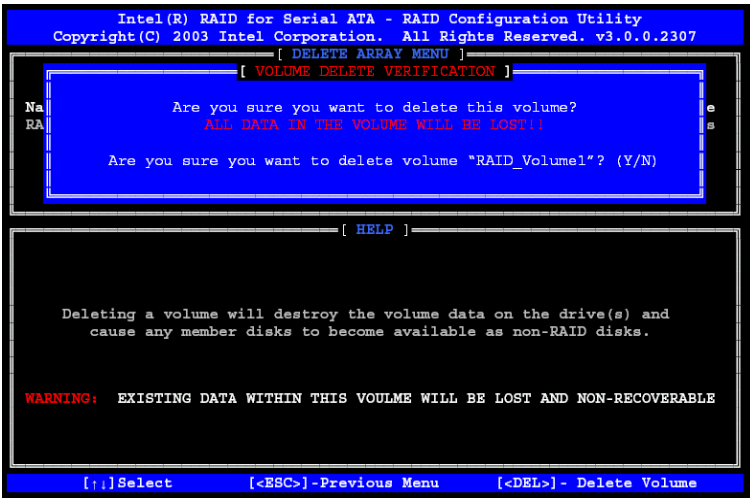 Intel(R) RAID for Serial ATA - RAID Configuration Utility
Copyright(C) 2003 Intel Corporation. All Rights Reserved. v3.0.0.2307
[ DELETE ARRAY MENU ]
[ VOLUME DELETE VERIFICATION ]
Are you sure you want to delete this volume?
Na e
RA ALL DATA IN THE VOLUME WILL BE LOST!! s
Are you sure you want to delete volume “RAID_Volume1”? (Y/N)
[ HELP ]
Deleting a volume will destroy the volume data on the drive(s) and
cause any member disks to become available as non-RAID disks.
WARNING: EXISTING DATA WITHIN THIS VOULME WILL BE LOST AND NON-RECOVERABLE
[↑↓]Select [<ESC>]-Previous Menu [<DEL>]- Delete Volume